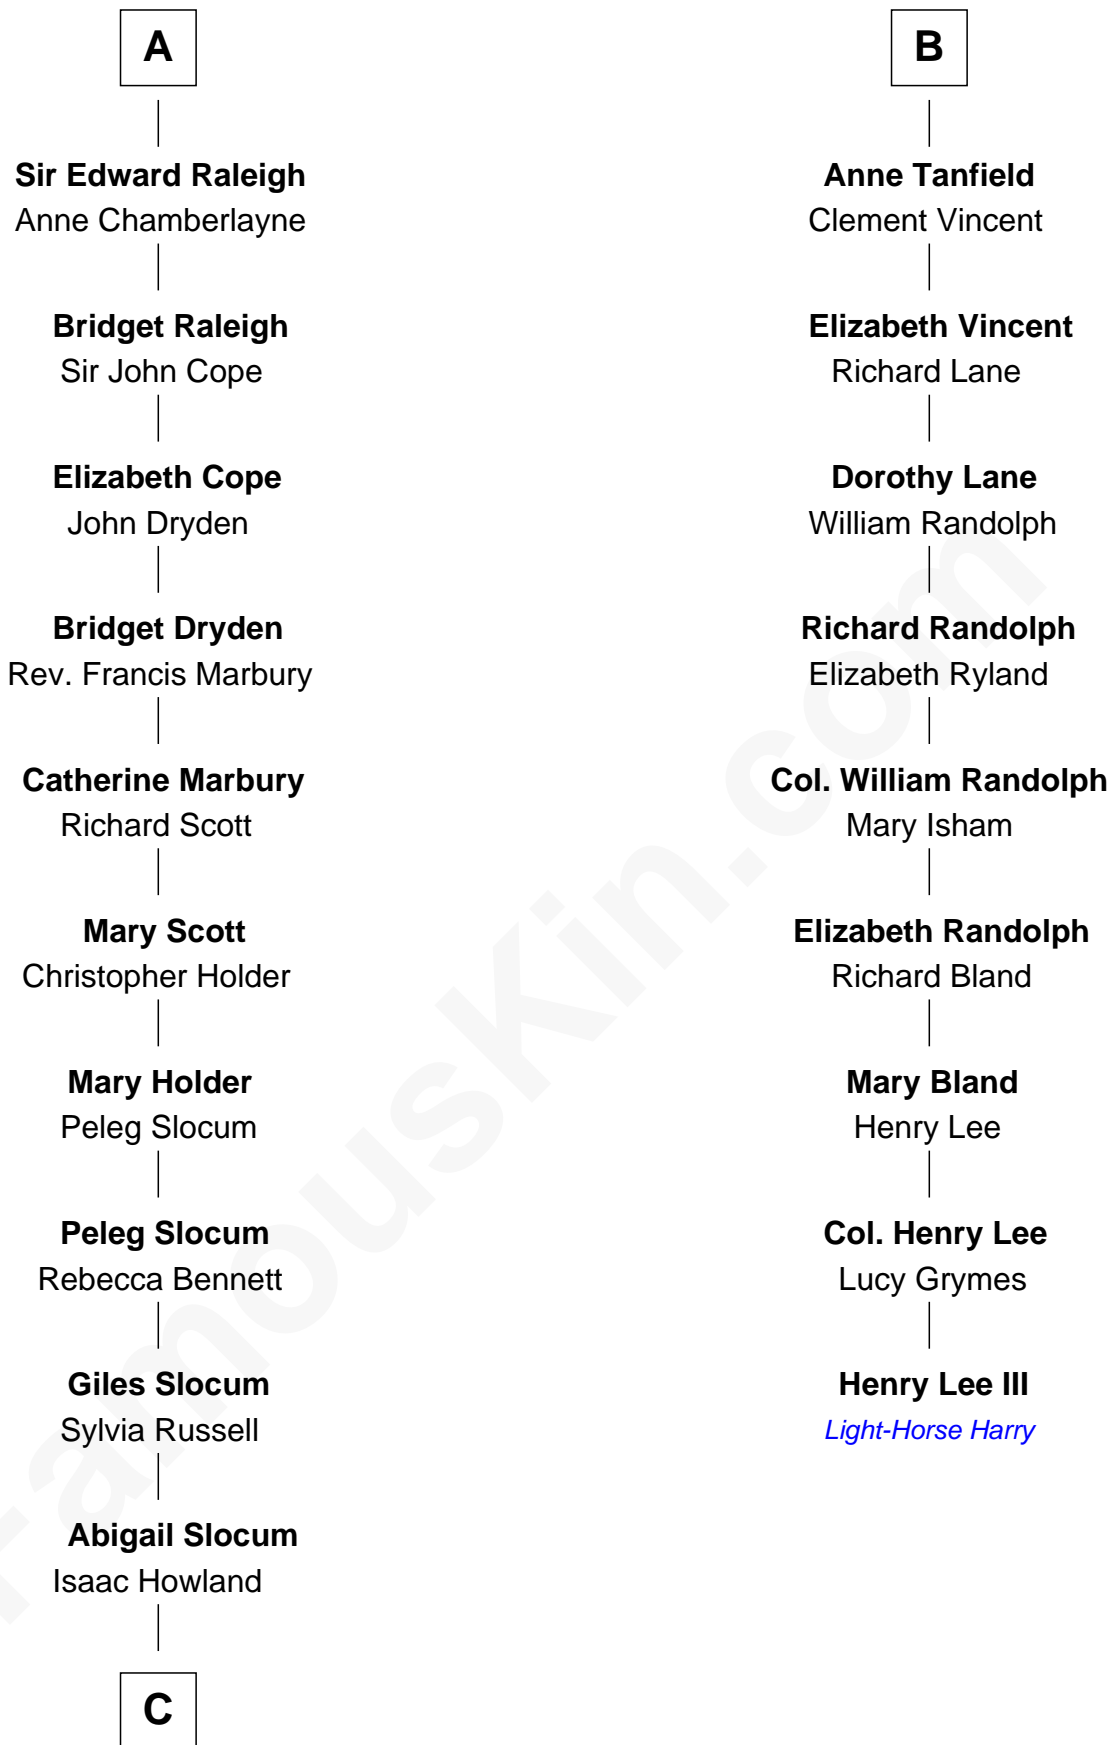 A
Sir Edward Raleigh
Anne Chamberlayne
Bridget Raleigh
Sir John Cope
Elizabeth Cope
John Dryden
Bridget Dryden
Rev. Francis Marbury
Catherine Marbury
Richard Scott
Mary Scott
Christopher Holder
Mary Holder
Peleg Slocum
Peleg Slocum
Rebecca Bennett
Giles Slocum
Sylvia Russell
Abigail Slocum
Isaac Howland
C
B
Anne Tanfield
Clement Vincent
Elizabeth Vincent
Richard Lane
Dorothy Lane
William Randolph
Richard Randolph
Elizabeth Ryland
Col. William Randolph
Mary Isham
Elizabeth Randolph
Richard Bland
Mary Bland
Henry Lee
Col. Henry Lee
Lucy Grymes
Henry Lee III
Light-Horse Harry
FamousKin.com